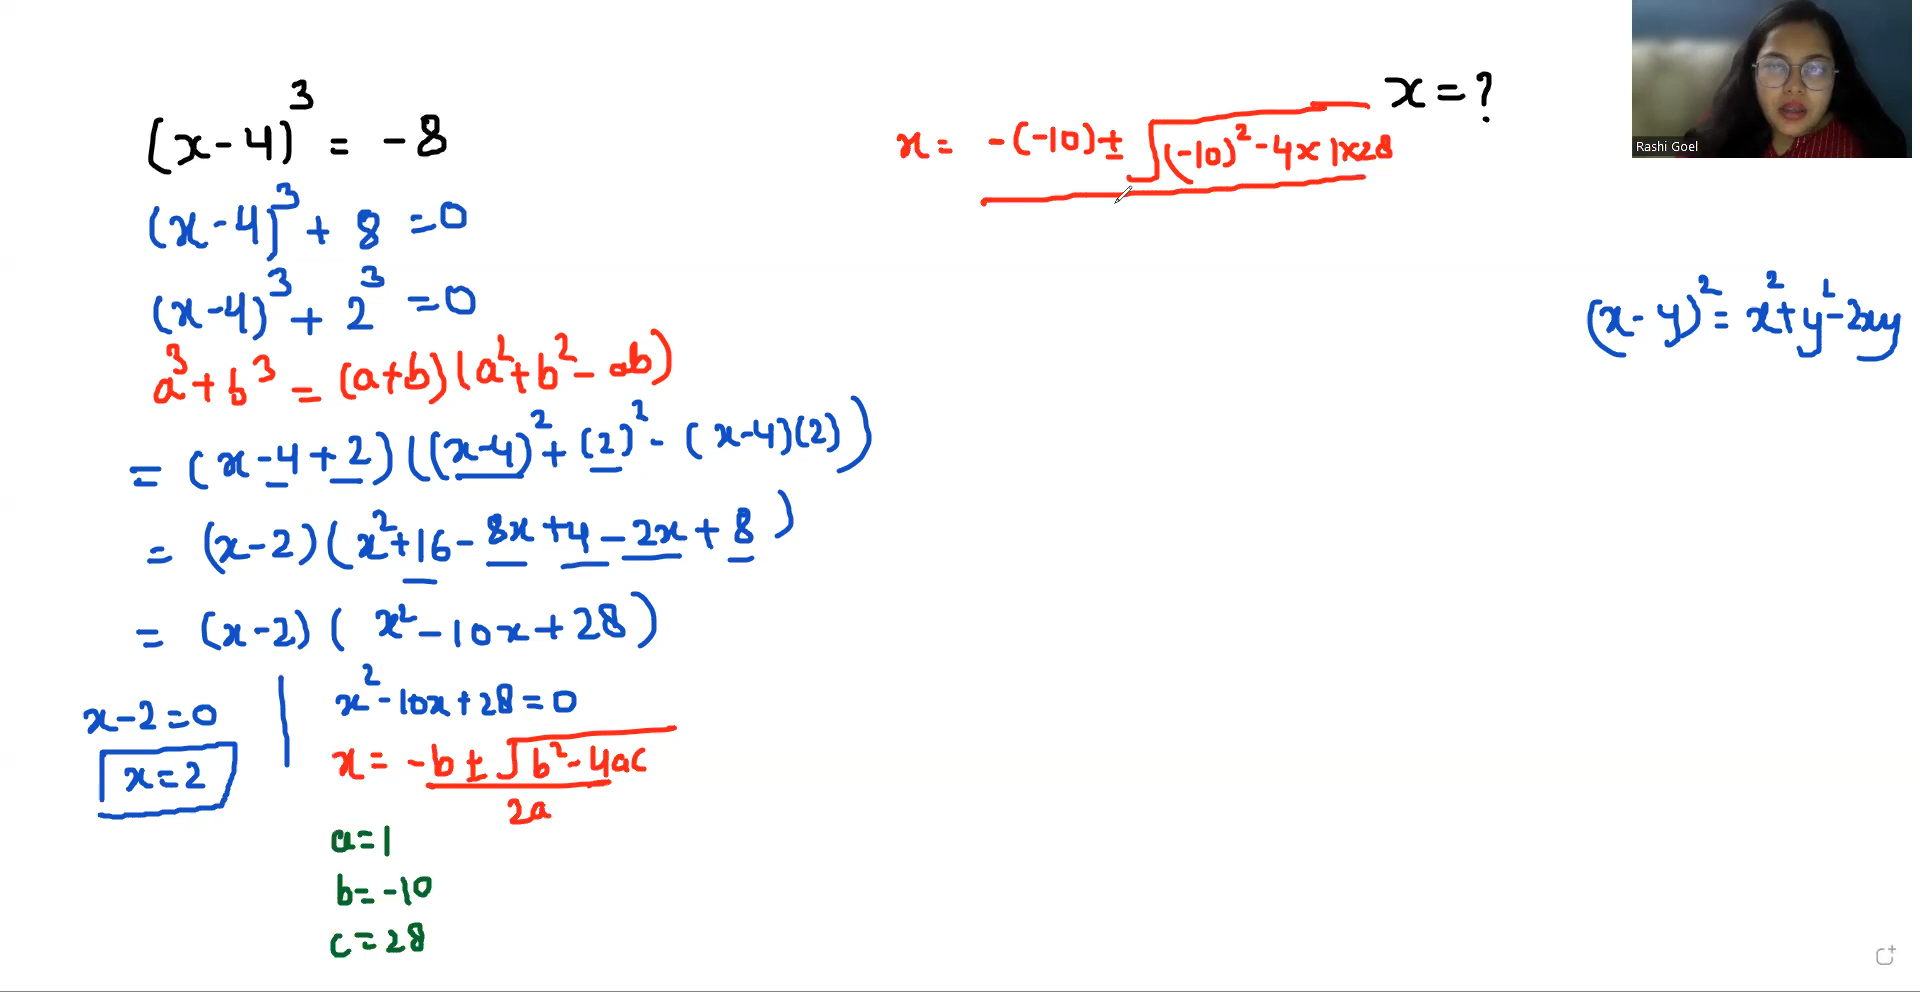 (x-4)³ = -8
(x-4)³ + 8 = 0
(x-4)³ + 2³ = 0
a³ + b³ = (a+b)(a²+b²-ab)
= (x-4+2)((x-4)²+(2)²-(x-4)(2))
= (x-2)(x²+16-8x+4-2x+8)
= (x-2)(x²-10x+28)
x-2=0
x=2
x²-10x+28=0
x = -b ± √b²-4ac
2a
a=1
b=-10
c=28
x = -(-10) ± √(-10)²-4×1×28
x = ?
Rashi Goel
(x-y)² = x²+y²-2xy